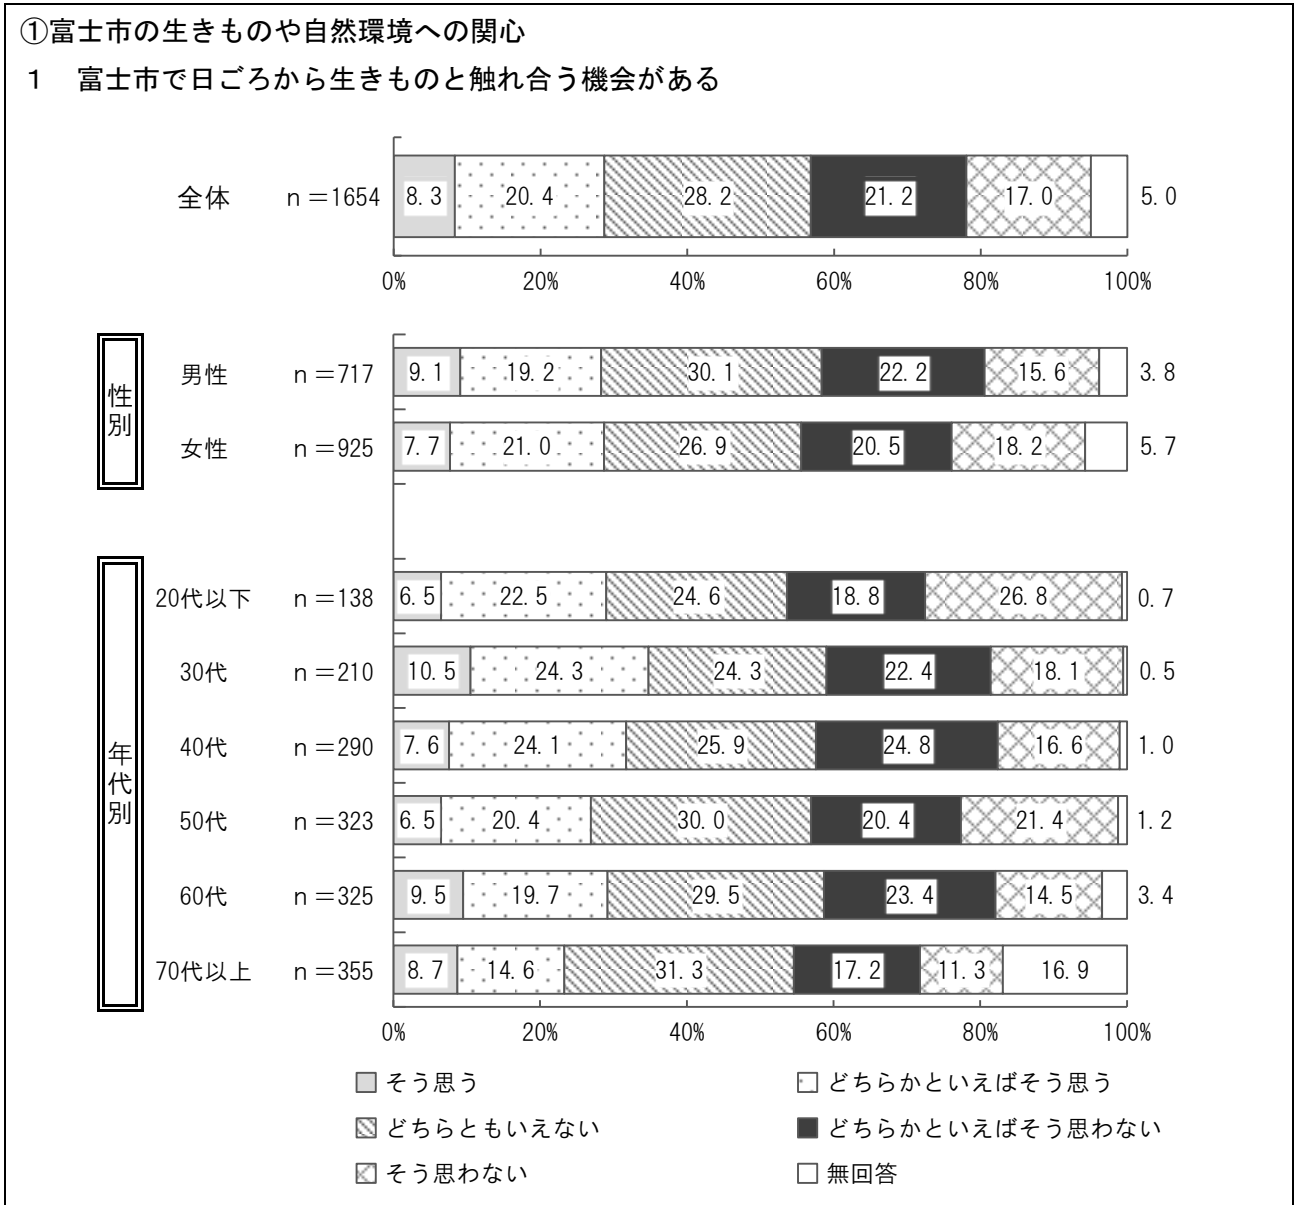 ①富士市の生きものや自然環境への関心
1 富士市で日ごろから生きものと触れ合う機会がある
全体 n=1654 8.3 20.4 28.2 21.2 17.0 5.0
0% 20% 40% 60% 80% 100%
性別
男性 n=717 9.1 19.2 30.1 22.2 15.6 3.8
女性 n=925 7.7 21.0 26.9 20.5 18.2 5.7
年代別
20代以下 n=138 6.5 22.5 24.6 18.8 26.8 0.7
30代 n=210 10.5 24.3 24.3 22.4 18.1 0.5
40代 n=290 7.6 24.1 25.9 24.8 16.6 1.0
50代 n=323 6.5 20.4 30.0 20.4 21.4 1.2
60代 n=325 9.5 19.7 29.5 23.4 14.5 3.4
70代以上 n=355 8.7 14.6 31.3 17.2 11.3 16.9
0% 20% 40% 60% 80% 100%
そう思う どちらかといえばそう思う
どちらともいえない どちらかといえばそう思わない
そう思わない 無回答